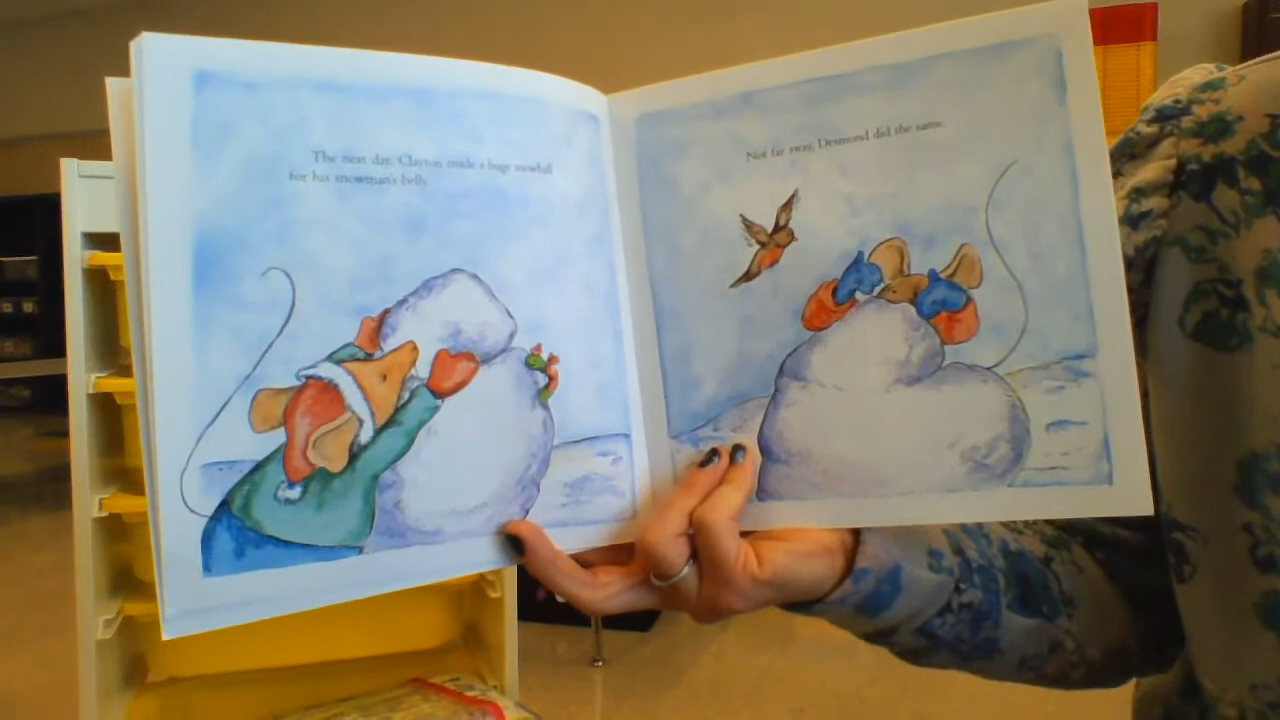 The next day, Clayton made a huge snowball
for his snowman's belly.
Not far away, Desmond did the same.